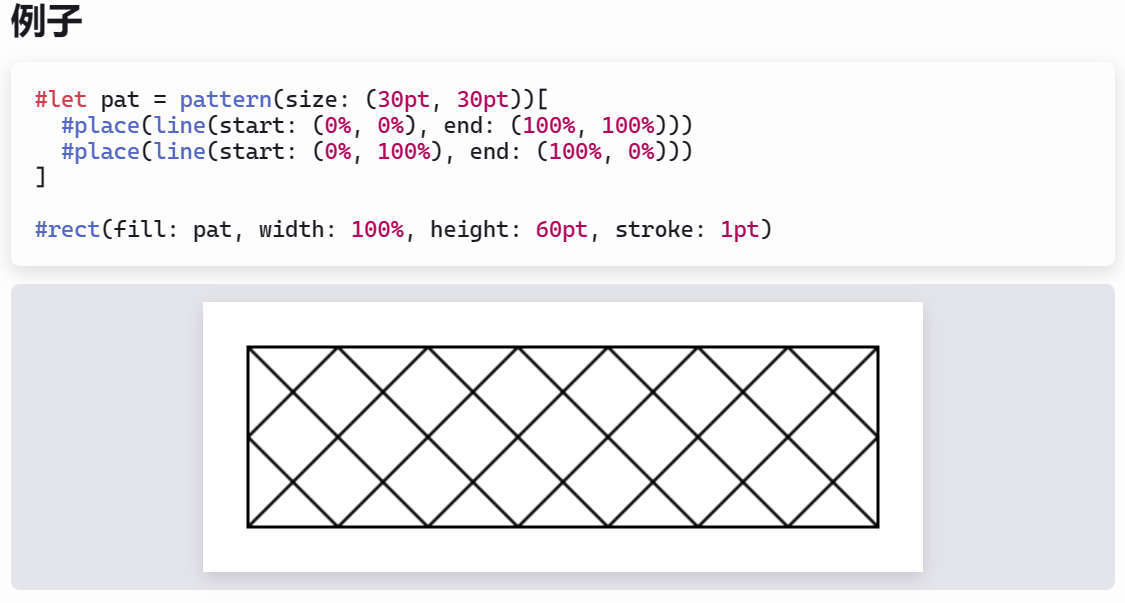 例子
#let pat = pattern(size: (30pt, 30pt))[
  #place(line(start: (0%, 0%), end: (100%, 100%)))
  #place(line(start: (0%, 100%), end: (100%, 0%)))
]
#rect(fill: pat, width: 100%, height: 60pt, stroke: 1pt)